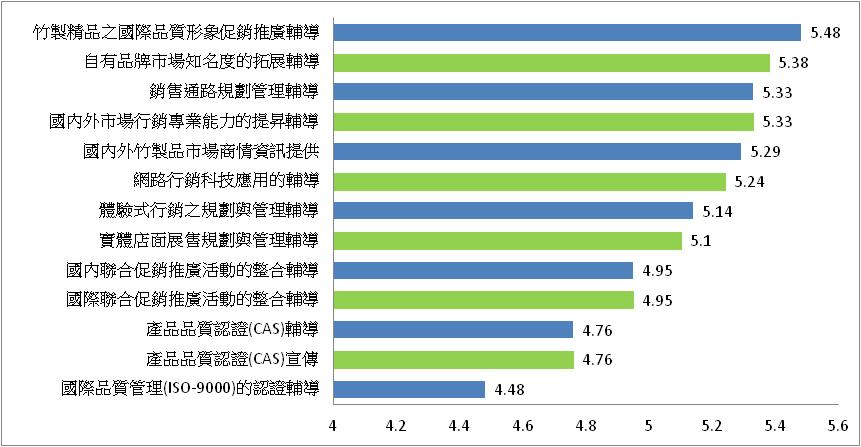 竹製精品之國際品質形象促銷推廣輔導 5.48
自有品牌市場知名度的拓展輔導 5.38
銷售通路規劃管理輔導 5.33
國內外市場行銷專業能力的提昇輔導 5.33
國內外竹製品市場商情資訊提供 5.29
網路行銷科技應用的輔導 5.24
體驗式行銷之規劃與管理輔導 5.14
實體店面展售規劃與管理輔導 5.1
國內聯合促銷推廣活動的整合輔導 4.95
國際聯合促銷推廣活動的整合輔導 4.95
產品品質認證(CAS)輔導 4.76
產品品質認證(CAS)宣傳 4.76
國際品質管理(ISO-9000)的認證輔導 4.48
4 4.2 4.4 4.6 4.8 5 5.2 5.4 5.6